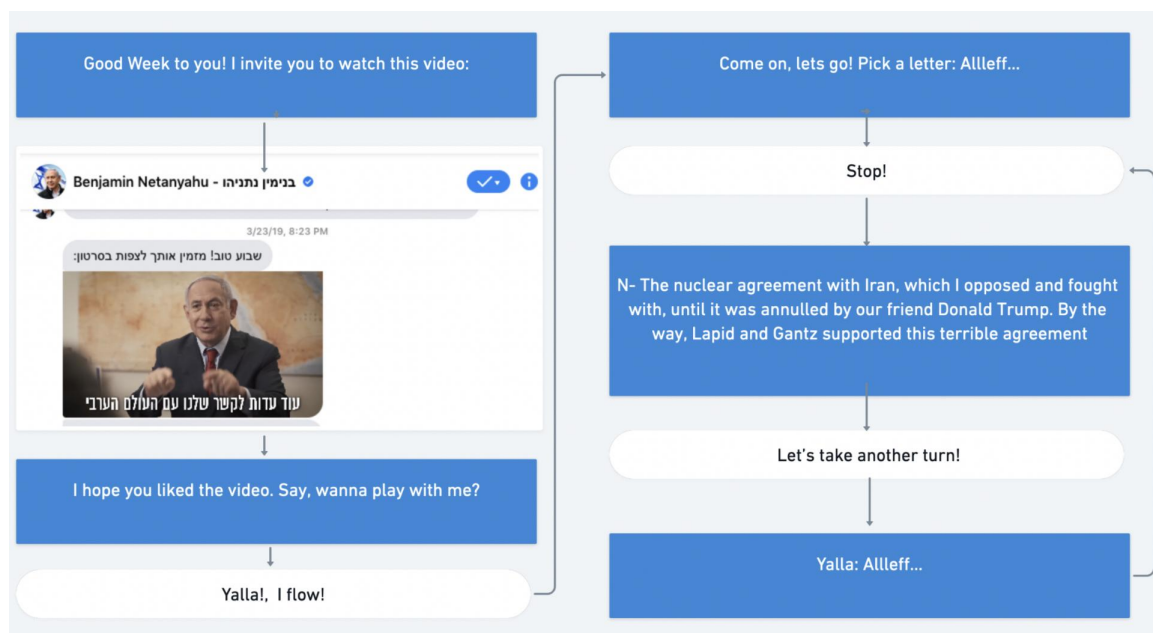 Good Week to you! I invite you to watch this video:
Benjamin Netanyahu - בנימין נתניהו
3/23/19, 8:23 PM
שבוע טוב! מזמין אותך לצפות בסרטון:
עוד עדות לקשר שלנו עם העולם הערבי
I hope you liked the video. Say, wanna play with me?
Yalla!, I flow!
Come on, lets go! Pick a letter: Allleff...
Stop!
N- The nuclear agreement with Iran, which I opposed and fought
with, until it was annulled by our friend Donald Trump. By the
way, Lapid and Gantz supported this terrible agreement
Let's take another turn!
Yalla: Allleff...